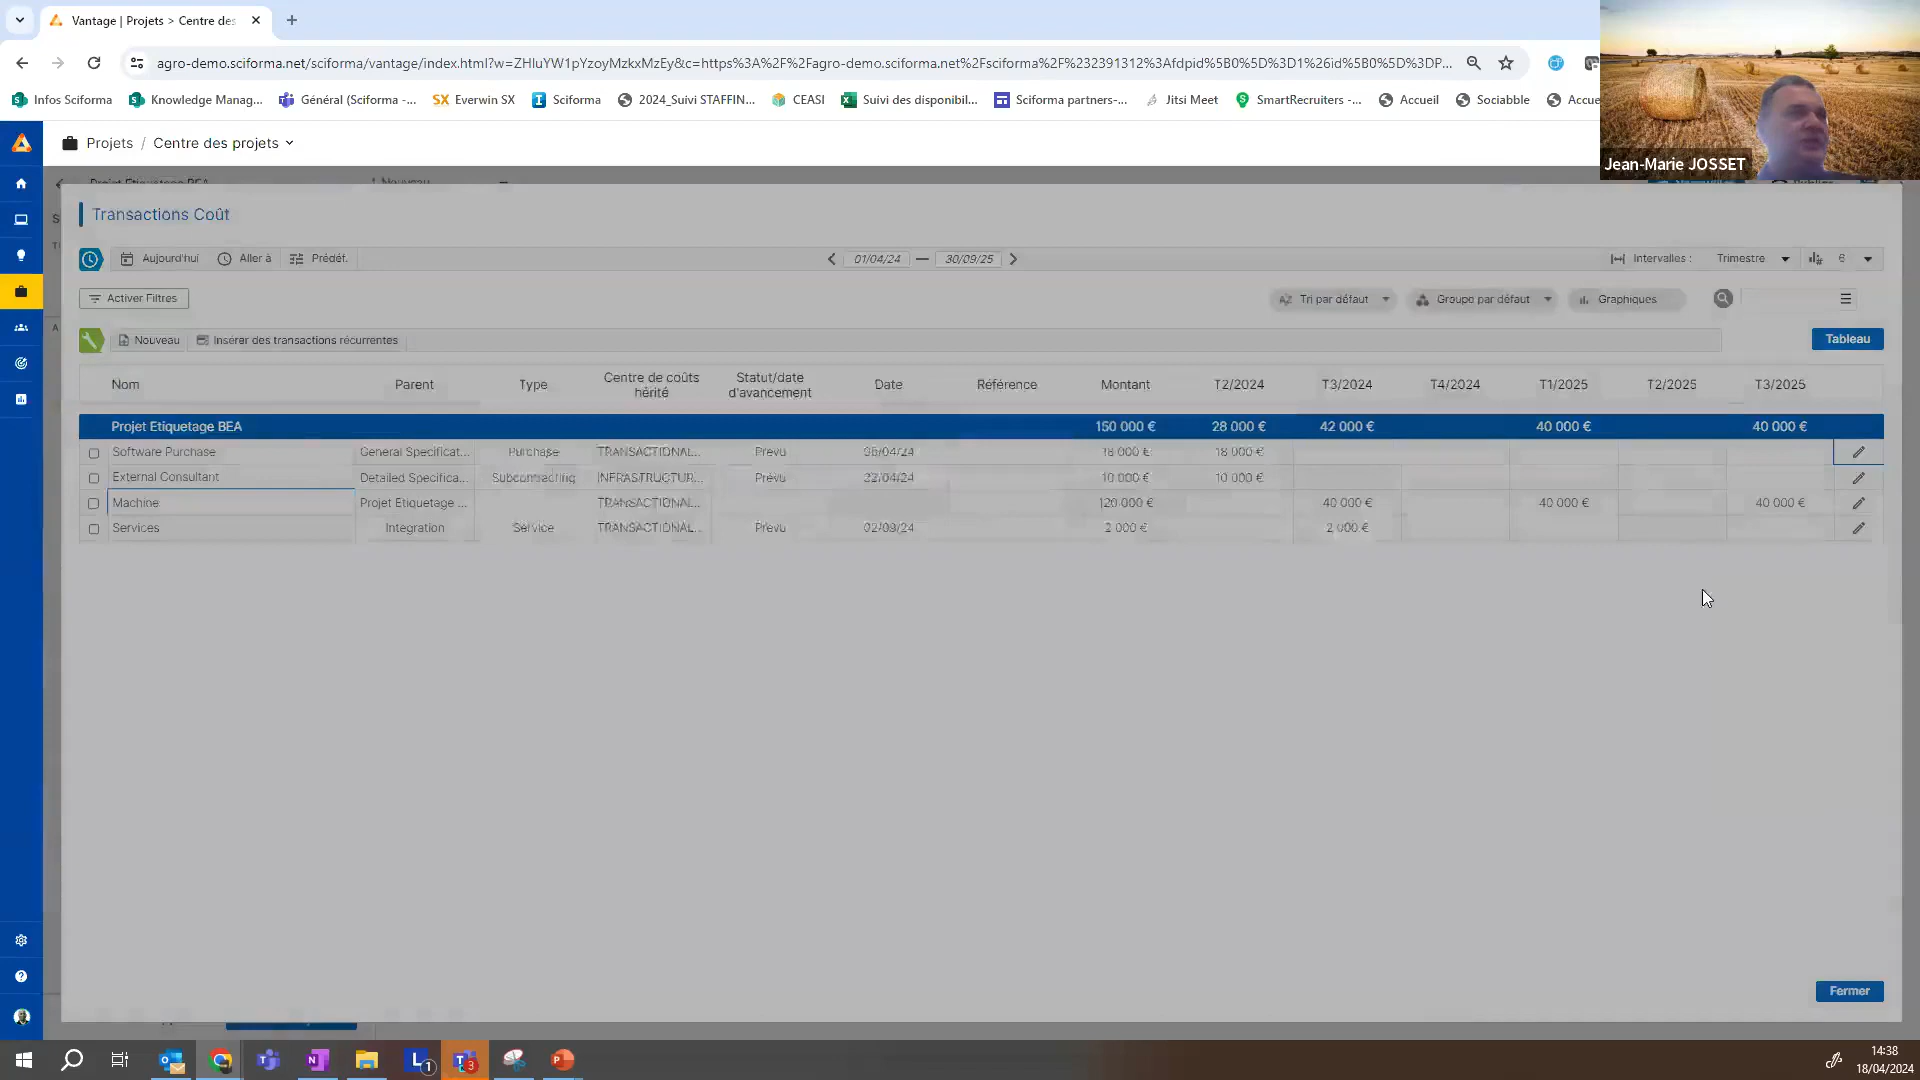 Vantage | Projets > Centre des
agro-demo.sciforma.net/sciforma/vantage/index.html?w=ZHluYW1pYzoyMzkxMzEy&c=https%3A%2F%2Fagro-demo.sciforma.net%2Fsciforma%2F%232391312%3Afdpid%5B0%5D%3D1%26id%5B0%5D%3DP...
Infos Sciforma
Knowledge Manag...
Général (Sciforma -...
Everwin SX
Sciforma
2024_Suivi STAFFIN...
CEASI
Suivi des disponibil...
Sciforma partners-...
Jitsi Meet
SmartRecruiters -...
Accueil
Sociabble
Accue
Jean-Marie JOSSET
Projets / Centre des projets
Transactions Coût
Aujourd'hui Aller à Prédéf. 01/04/24 — 30/09/25 Intervalles : Trimestre 6
Activer Filtres Tri par défaut Groupe par défaut Graphiques
Nouveau Insérer des transactions récurrentes Tableau
Nom Parent Type Centre de coûts hérité Statut/date d'avancement Date Référence Montant T2/2024 T3/2024 T4/2024 T1/2025 T2/2025 T3/2025
Projet Etiquetage BEA 150 000 € 28 000 € 42 000 € 40 000 € 40 000 €
Software Purchase General Specificat... Purchase TRANSACTIONAL... Prévu 18 000 € 18 000 €
External Consultant Detailed Specifica... Subcontracting INFRASTRUCTUR... Prévu 22/04/24 10 000 € 10 000 €
Machine Projet Etiquetage ... TRANSACTIONAL... 120 000 € 40 000 € 40 000 € 40 000 €
Services Integration Service TRANSACTIONAL... Prévu 2 000 € 2 000 €
Fermer
1
3
14:38
18/04/2024